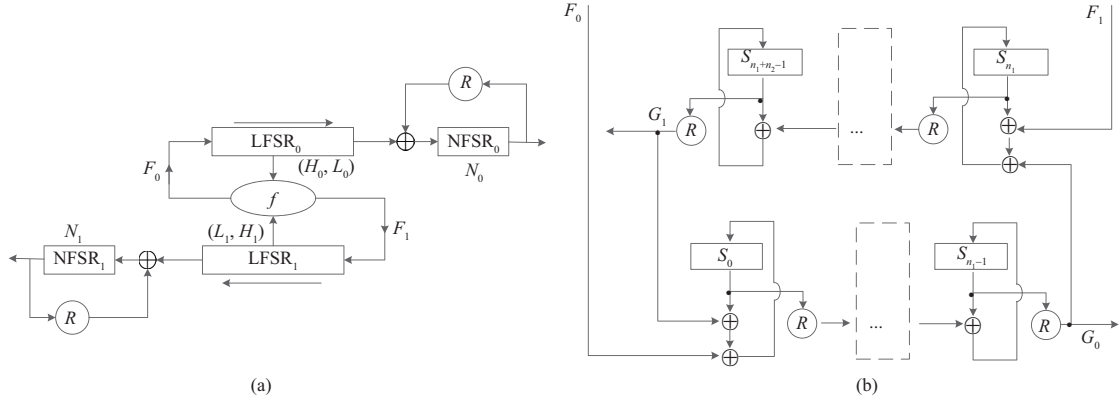 R
LFSR₀
NFSR₀
N₀
F₀
(H₀, L₀)
f
F₁
N₁
(L₁, H₁)
NFSR₁
LFSR₁
R
(a)
F₀
F₁
Sₙ₁₊ₙ₂₋₁
Sₙ₁
G₁
R
...
R
S₀
Sₙ₁₋₁
R
...
R
G₀
(b)